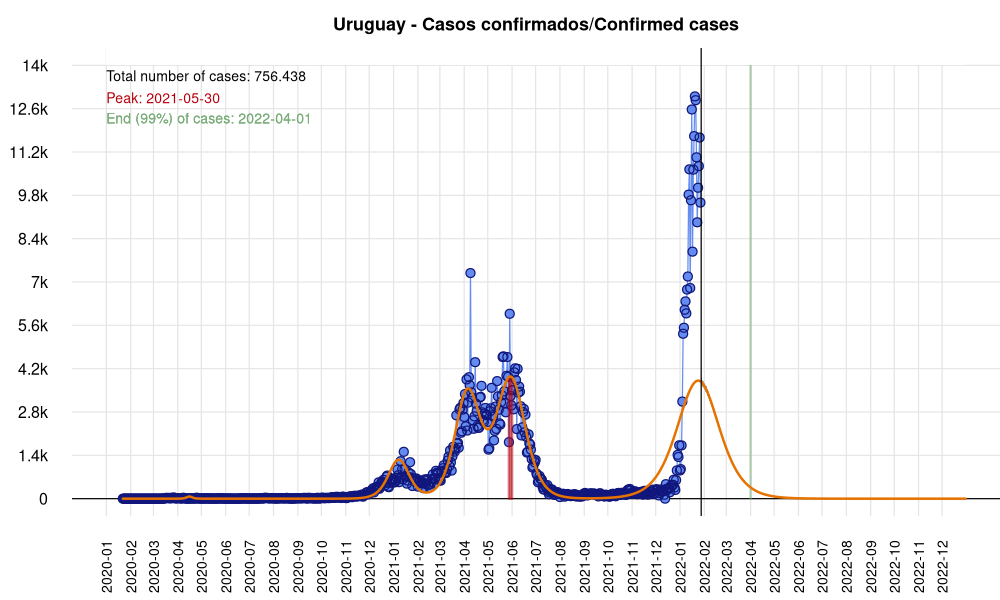 Uruguay - Casos confirmados/Confirmed cases
Total number of cases: 756.438
Peak: 2021-05-30
End (99%) of cases: 2022-04-01
14k
12.6k
11.2k
9.8k
8.4k
7k
5.6k
4.2k
2.8k
1.4k
0
2020-01
2020-02
2020-03
2020-04
2020-05
2020-06
2020-07
2020-08
2020-09
2020-10
2020-11
2020-12
2021-01
2021-02
2021-03
2021-04
2021-05
2021-06
2021-07
2021-08
2021-09
2021-10
2021-11
2021-12
2022-01
2022-02
2022-03
2022-04
2022-05
2022-06
2022-07
2022-08
2022-09
2022-10
2022-11
2022-12